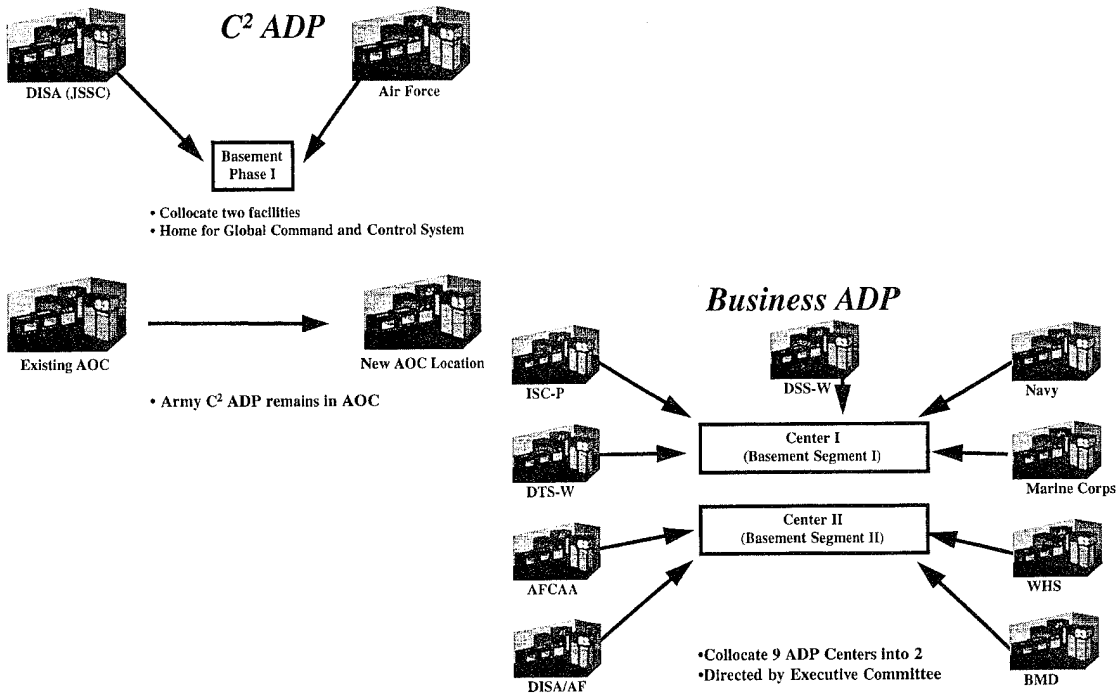 C² ADP
DISA (JSSC)
Air Force
Basement
Phase I
• Collocate two facilities
• Home for Global Command and Control System
Existing AOC
New AOC Location
• Army C² ADP remains in AOC
Business ADP
ISC-P
DSS-W
Navy
Center I
(Basement Segment I)
DTS-W
Marine Corps
Center II
(Basement Segment II)
AFCAA
WHS
DISA/AF
BMD
•Collocate 9 ADP Centers into 2
•Directed by Executive Committee